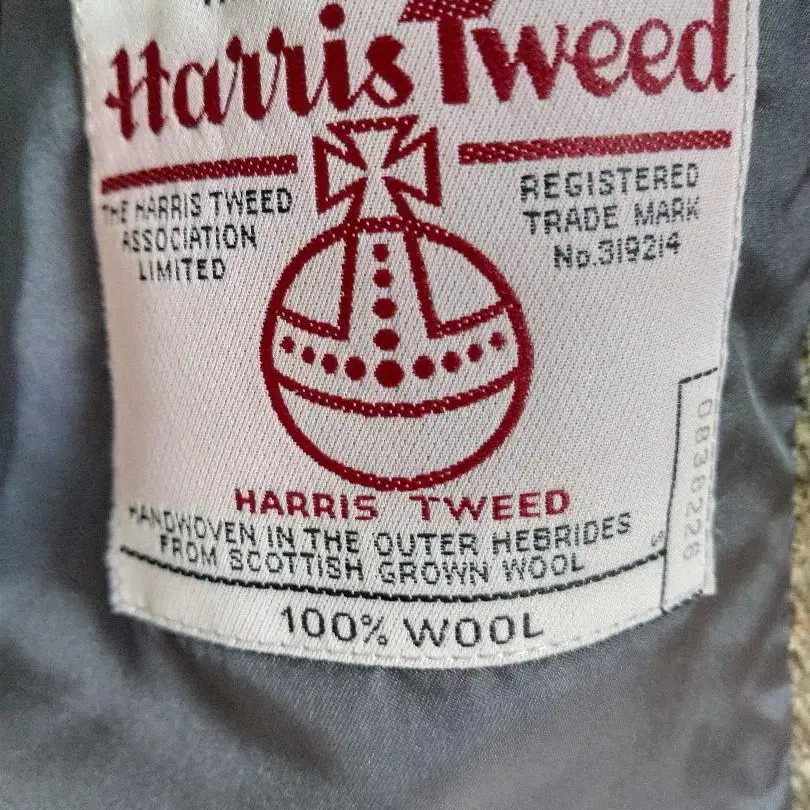 Harris Tweed
THE HARRIS TWEED
ASSOCIATION
LIMITED
REGISTERED
TRADE MARK
No.319214
HARRIS TWEED
HANDWOVEN IN THE OUTER HEBRIDES
FROM SCOTTISH GROWN WOOL
100% WOOL
0838226